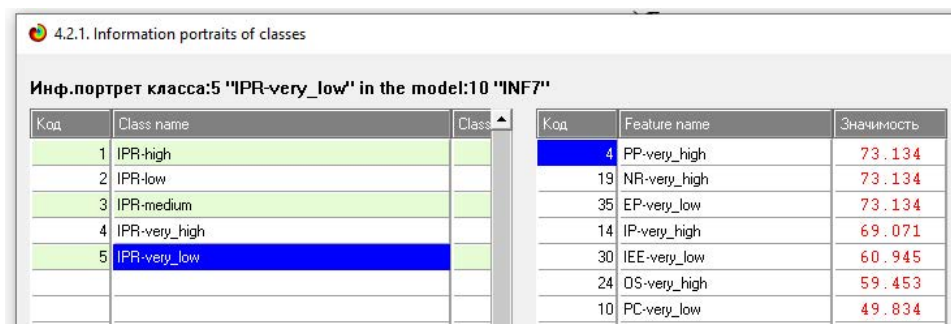 4.2.1. Information portraits of classes
Инф.портрет класса:5 "IPR-very_low" in the model:10 "INF7"
Код Class name Class
1 IPR-high
2 IPR-low
3 IPR-medium
4 IPR-very_high
5 IPR-very_low
Код Feature name Значимость
4 PP-very_high 73.134
19 NR-very_high 73.134
35 EP-very_low 73.134
14 IP-very_high 69.071
30 IEE-very_low 60.945
24 OS-very_high 59.453
10 PC-very_low 49.834